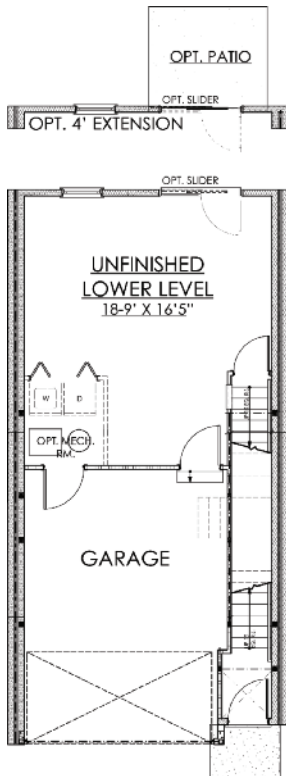 OPT. PATIO
OPT. SLIDER
OPT. 4' EXTENSION
OPT. SLIDER
UNFINISHED
LOWER LEVEL
18-9" X 16'5"
W
D
OPT. MECH.
RM.
GARAGE